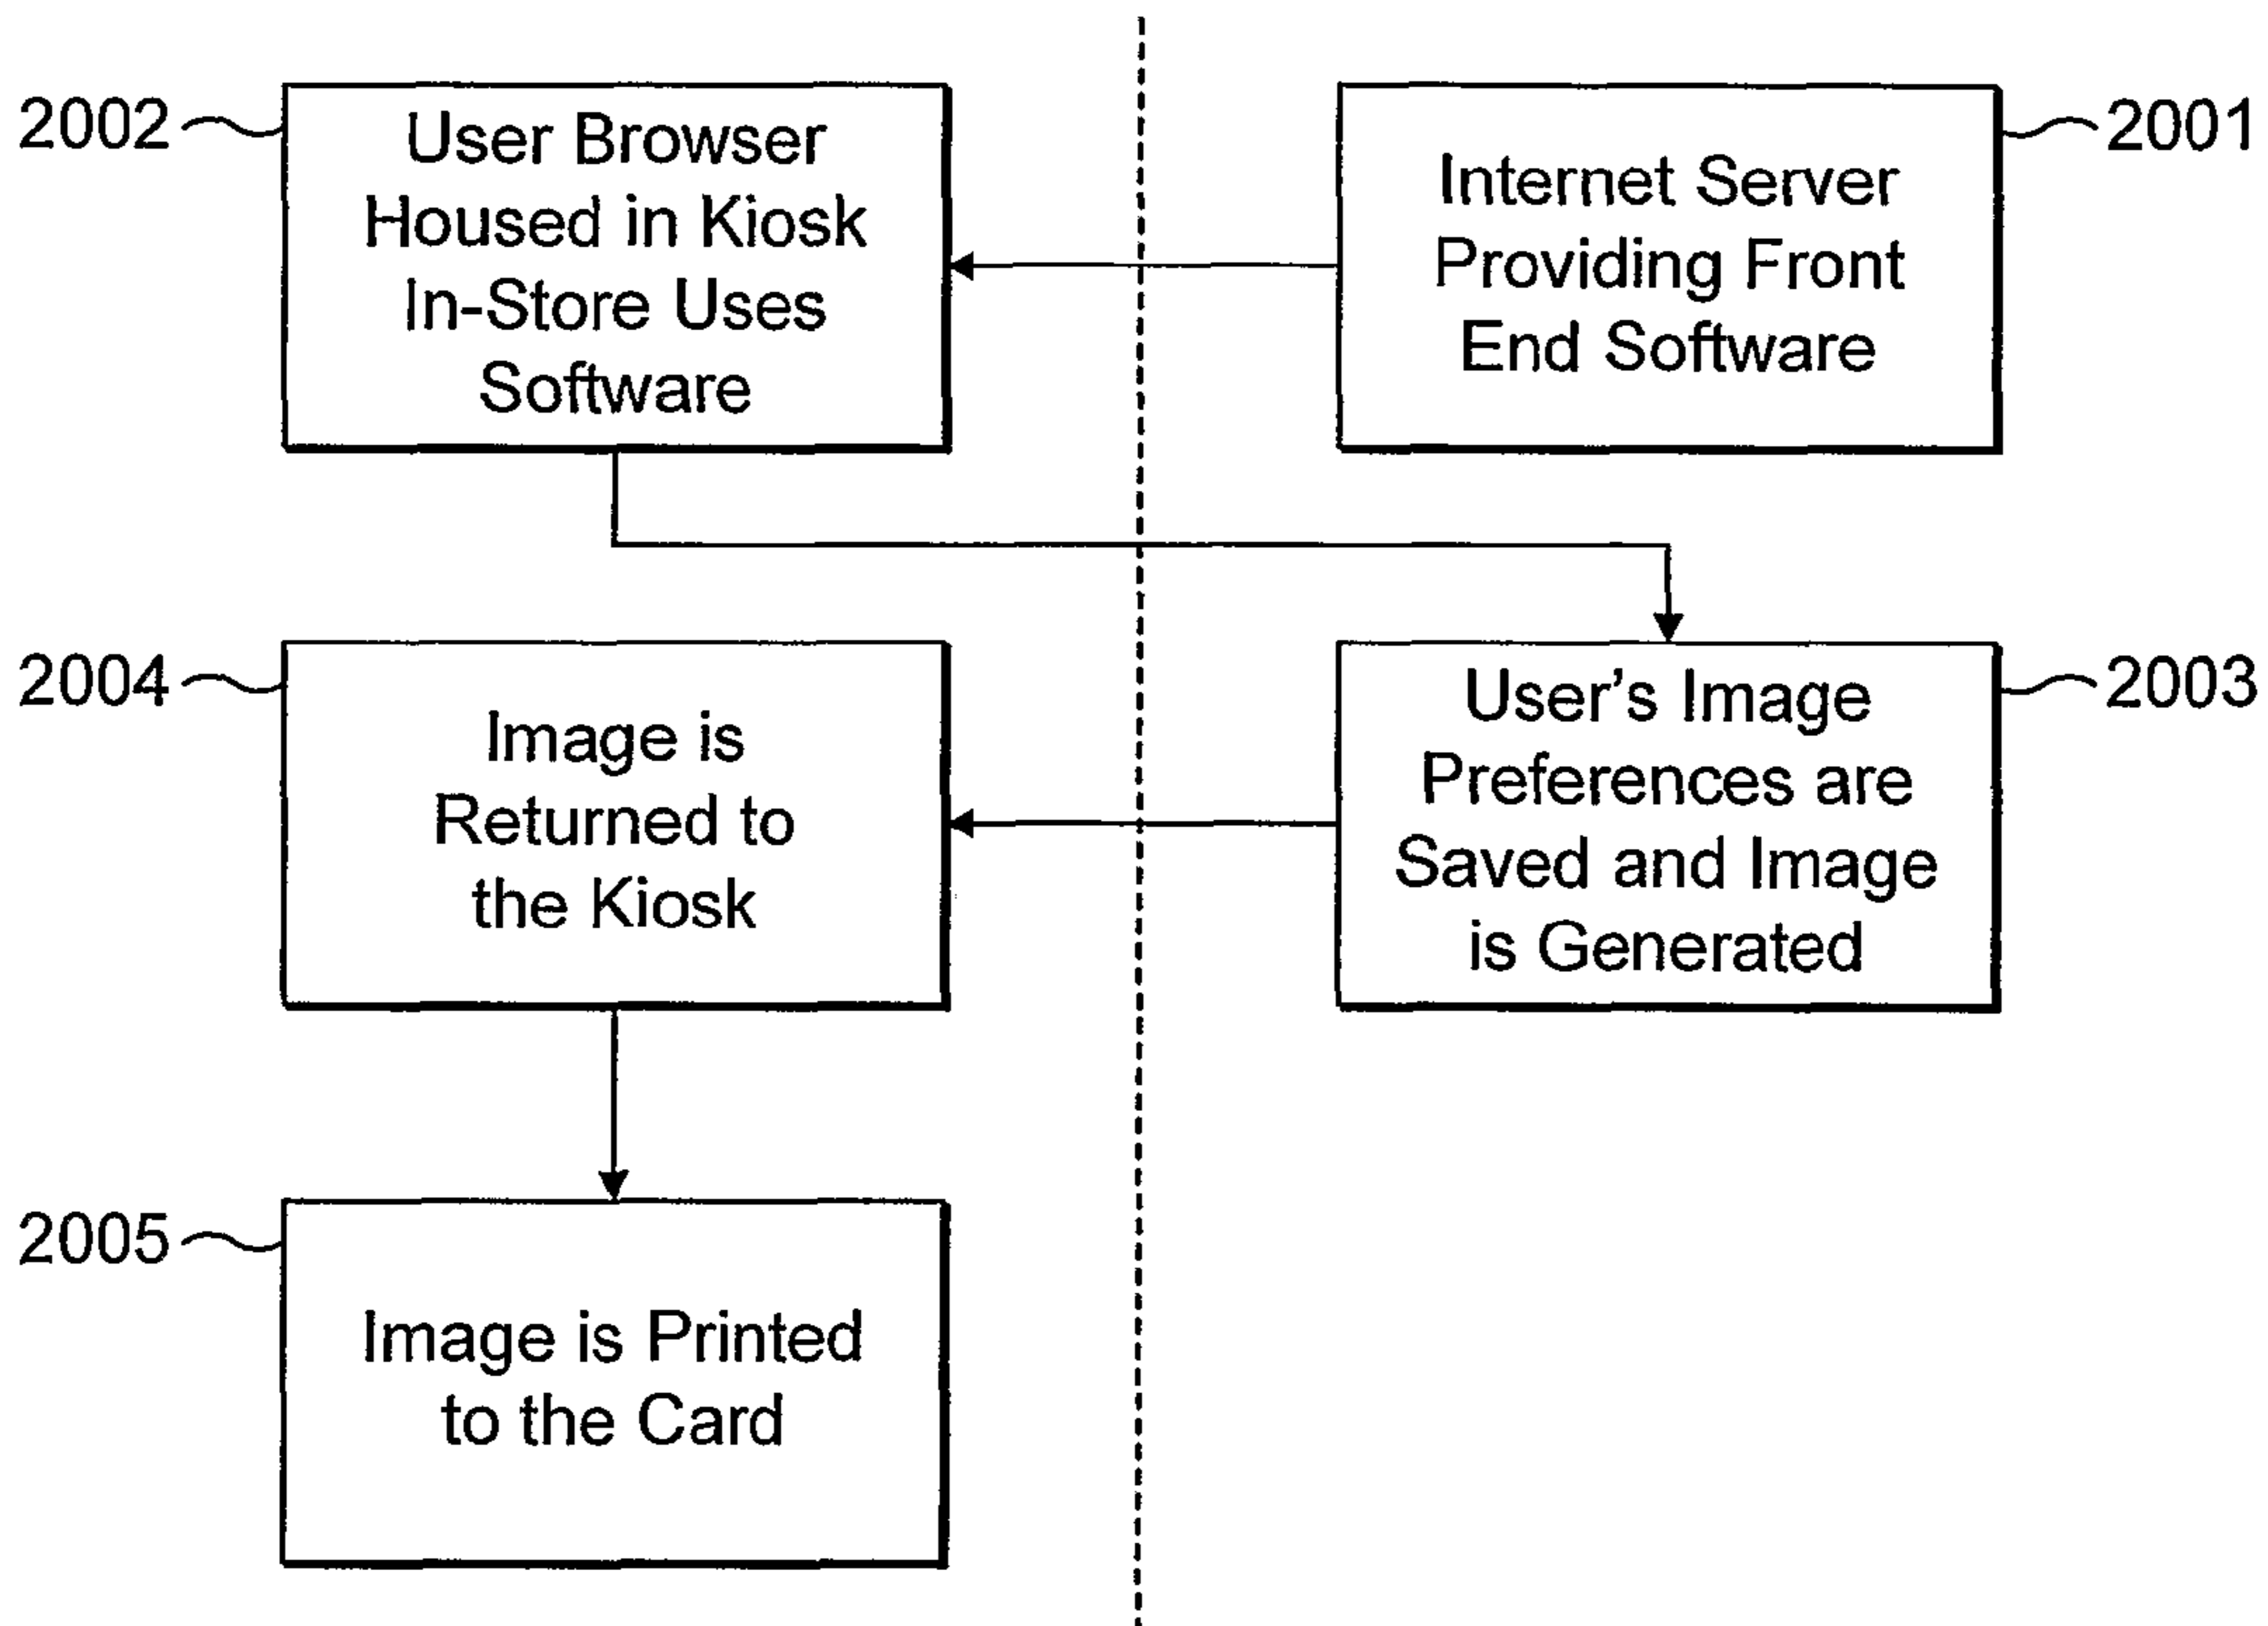 2002
User Browser
Housed in Kiosk
In-Store Uses
Software
2001
Internet Server
Providing Front
End Software
2004
Image is
Returned to
the Kiosk
2003
User’s Image
Preferences are
Saved and Image
is Generated
2005
Image is Printed
to the Card